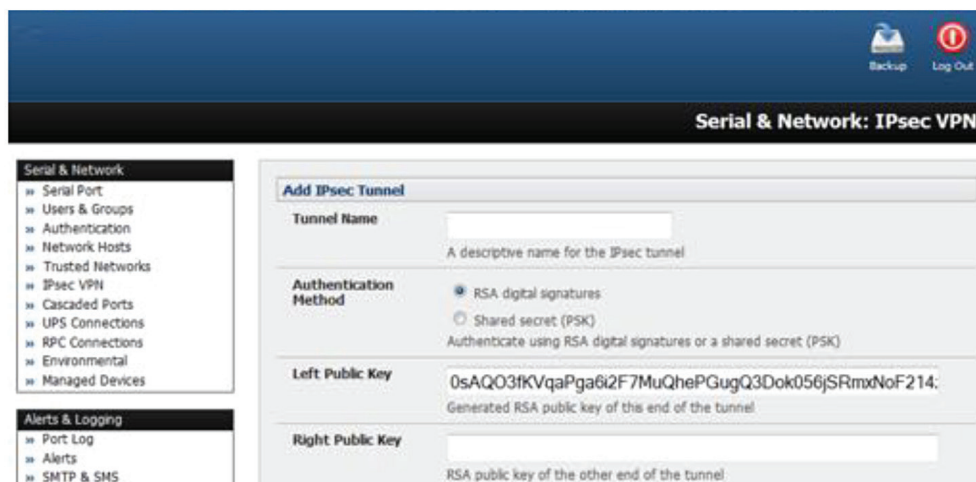 Backup
Log Out
Serial & Network: IPsec VPN
Serial & Network
» Serial Port
» Users & Groups
» Authentication
» Network Hosts
» Trusted Networks
» IPsec VPN
» Cascaded Ports
» UPS Connections
» RPC Connections
» Environmental
» Managed Devices
Alerts & Logging
» Port Log
» Alerts
» SMTP & SMS
Add IPsec Tunnel
Tunnel Name
A descriptive name for the IPsec tunnel
Authentication
Method
RSA digital signatures
Shared secret (PSK)
Authenticate using RSA digital signatures or a shared secret (PSK)
Left Public Key
0sAQO3fKVqaPga6i2F7MuQhePGugQ3Dok056jSRmxNoF214:
Generated RSA public key of this end of the tunnel
Right Public Key
RSA public key of the other end of the tunnel